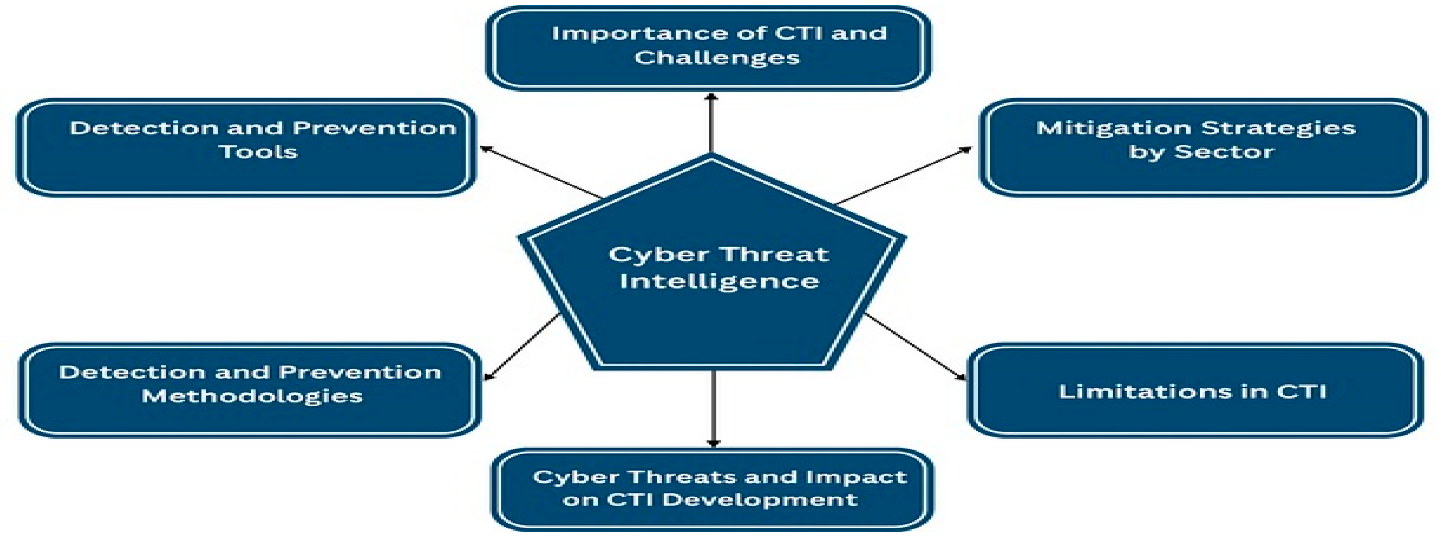 Importance of CTI and
Challenges
Detection and Prevention
Tools
Mitigation Strategies
by Sector
Cyber Threat
Intelligence
Detection and Prevention
Methodologies
Limitations in CTI
Cyber Threats and Impact
on CTI Development